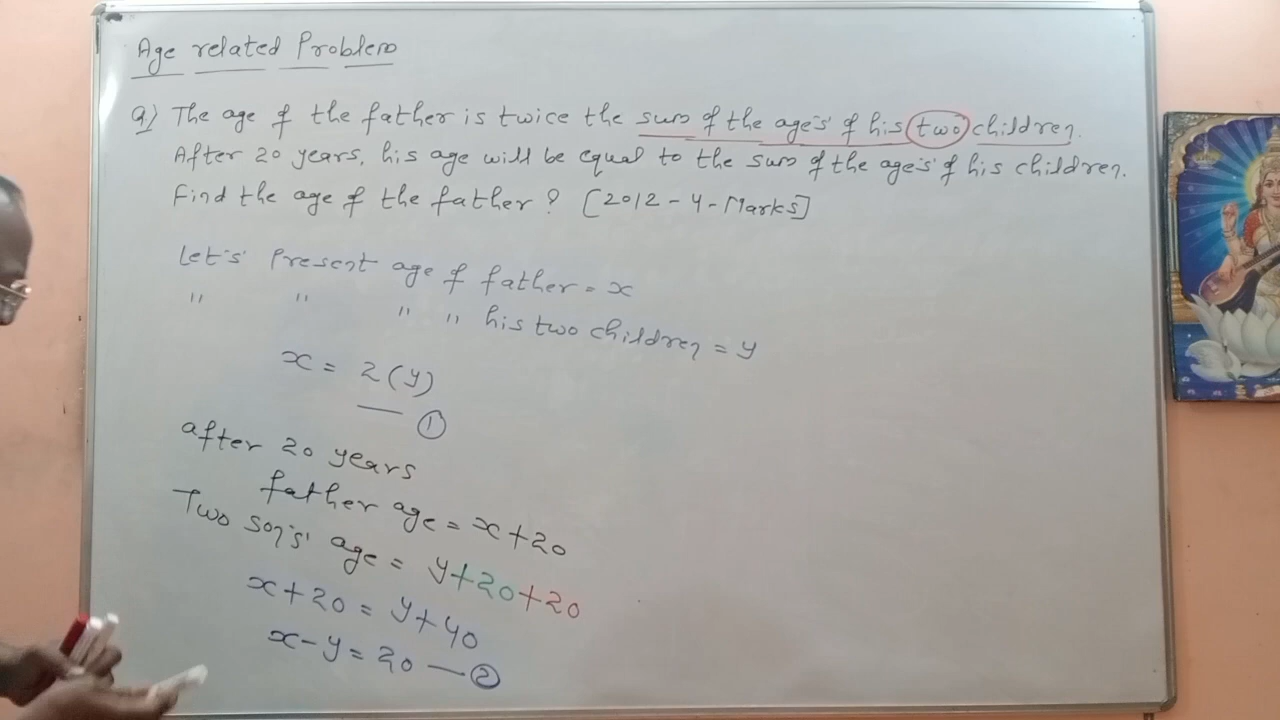 Age related Problem
Q) The age of the father is twice the sum of the ages' of his two children.
After 20 years, his age will be equal to the sum of the ages' of his children.
Find the age of the father? [2012-4-Marks]
Let's Present age of father = x
" " " " his two children = y
x = 2(y)
— ①
after 20 years
father age = x+20
Two son's' age = y+20+20
x+20 = y+40
x-y = 20 — ②